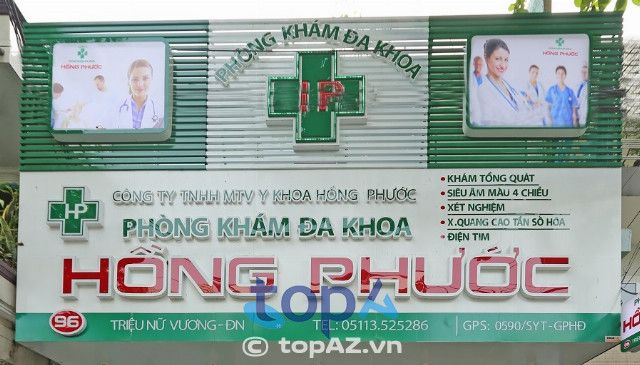 PHÒNG KHÁM ĐA KHOA
HP
HỒNG PHƯỚC
HỒNG PHƯỚC
HP
CÔNG TY TNHH MTV Y KHOA HỒNG PHƯỚC
PHÒNG KHÁM ĐA KHOA
HỒNG PHƯỚC
• KHÁM TỔNG QUÁT
• SIÊU ÂM MÀU 4 CHIỀU
• XÉT NGHIỆM
• X.QUANG CAO TẦN SỐ HÓA
• ĐIỆN TIM
topA
96 TRIỆU NỮ VƯƠNG-ĐN TEL: 05113.525286 GPS: 0590/SYT-GPHĐ
© topAZ.vn